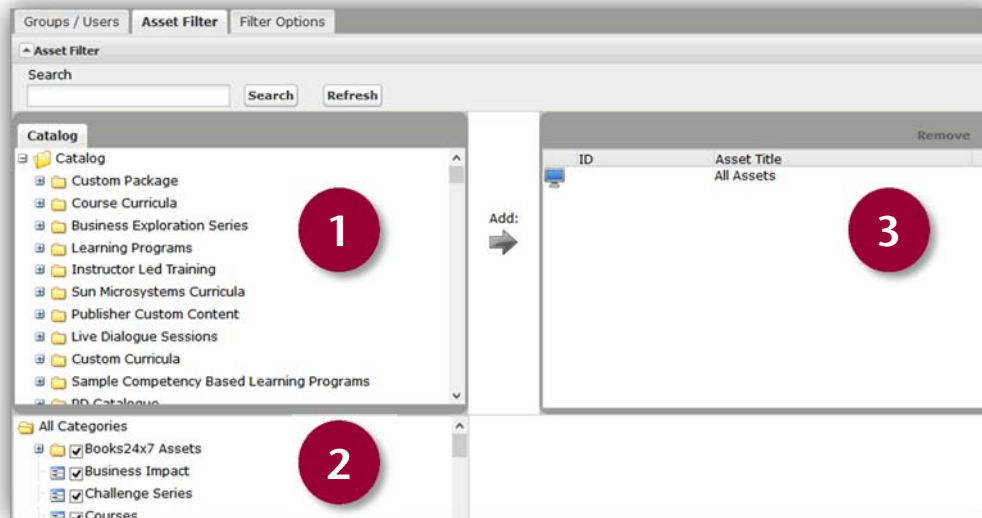 Groups / Users Asset Filter Filter Options
Asset Filter
Search
Search Refresh
Catalog
Catalog
Custom Package
Course Curricula
Business Exploration Series
Learning Programs
Instructor Led Training
Sun Microsystems Curricula
Publisher Custom Content
Live Dialogue Sessions
Custom Curricula
Sample Competency Based Learning Programs
PD Catalogue
1
Add:
Remove
ID Asset Title
All Assets
3
All Categories
Books24x7 Assets
Business Impact
Challenge Series
Courses
2